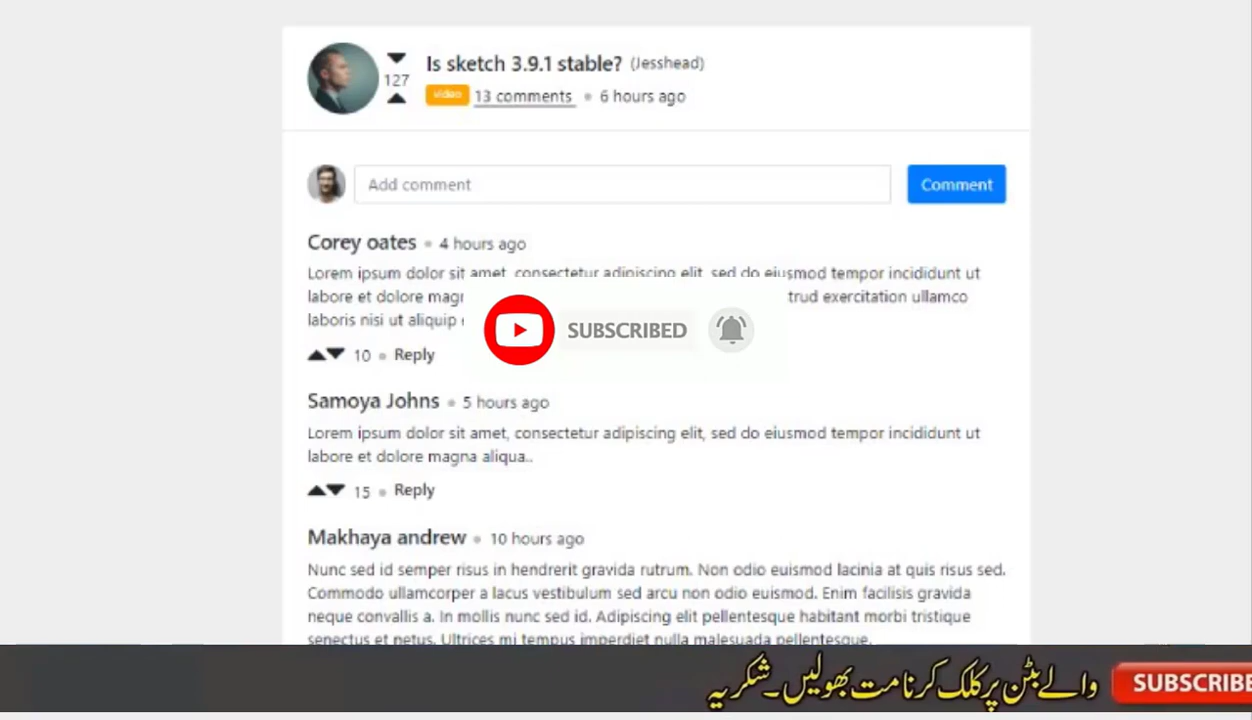 Is sketch 3.9.1 stable? (Jesshead)
127
video 13 comments 6 hours ago
Add comment Comment
Corey oates 4 hours ago
Lorem ipsum dolor sit amet, consectetur adipiscing elit, sed do eiusmod tempor incididunt ut
labore et dolore trud exercitation ullamco
laboris nisi ut aliquip
SUBSCRIBED
10 Reply
Samoya Johns 5 hours ago
Lorem ipsum dolor sit amet, consectetur adipiscing elit, sed do eiusmod tempor incididunt ut
labore et dolore magna aliqua..
15 Reply
Makhaya andrew 10 hours ago
Nunc sed id semper risus in hendrerit gravida rutrum. Non odio euismod lacinia at quis risus sed.
Commodo ullamcorper a lacus vestibulum sed arcu non odio euismod. Enim facilisis gravida
neque convallis a. In mollis nunc sed id. Adipiscing elit pellentesque habitant morbi tristique
senectus et netus. Ultrices mi tempus imperdiet nulla malesuada pellentesque.
SUBSCRIBE والے بٹن پر کلک کرنا مت بھولیں۔ شکریہ